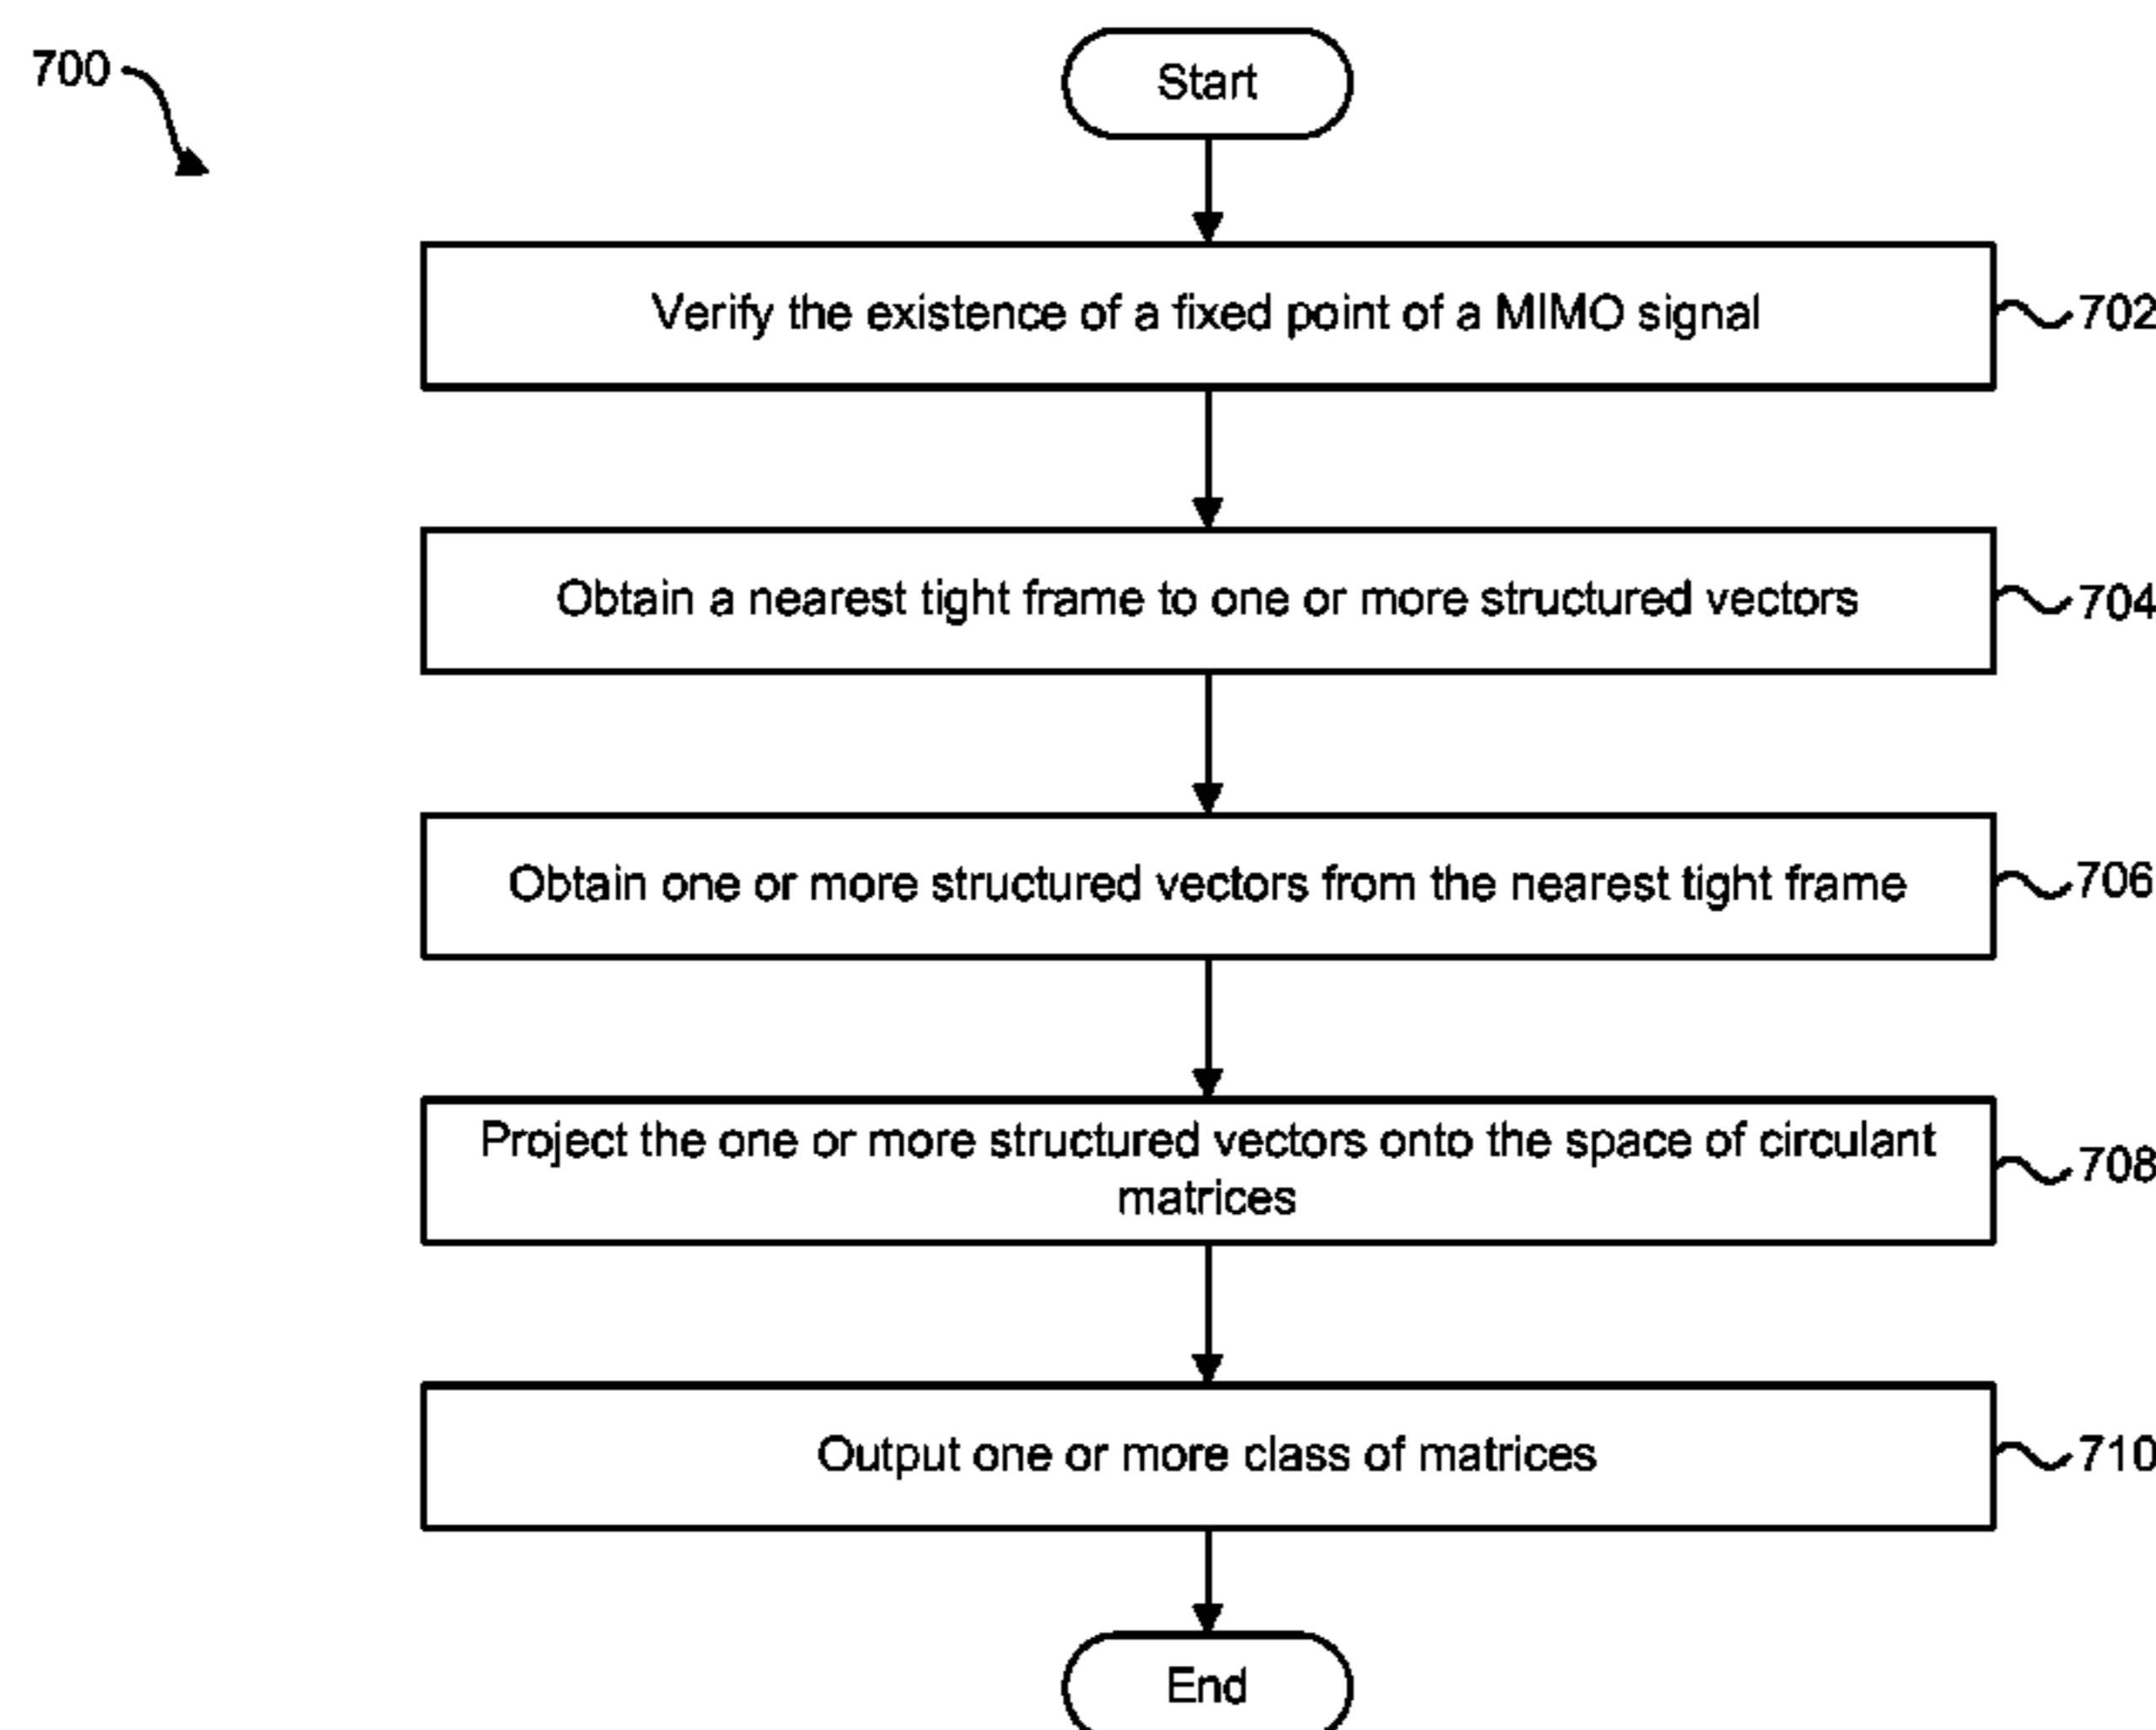 700
Start
Verify the existence of a fixed point of a MIMO signal
702
Obtain a nearest tight frame to one or more structured vectors
704
Obtain one or more structured vectors from the nearest tight frame
706
Project the one or more structured vectors onto the space of circulant
matrices
708
Output one or more class of matrices
710
End